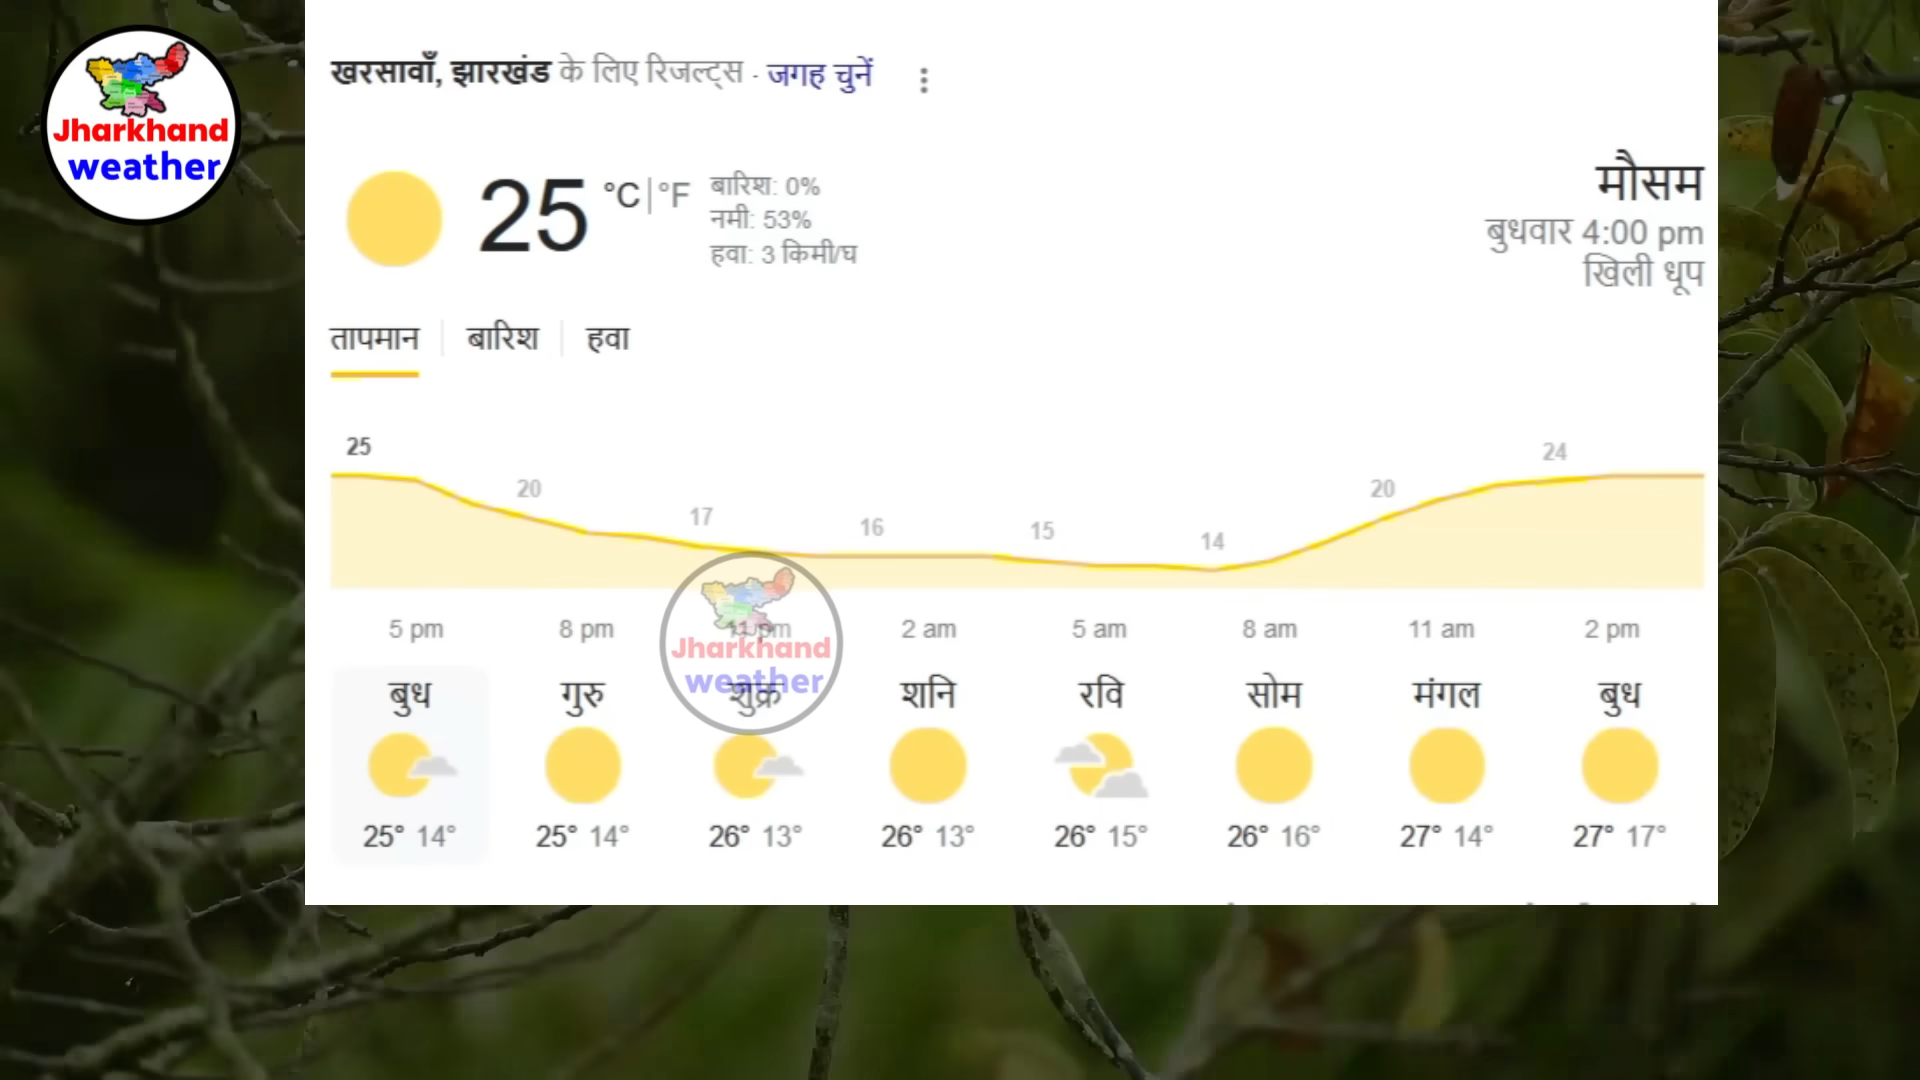 Jharkhand
weather
खरसावाँ, झारखंड के लिए रिजल्ट्स · जगह चुनें
25 °C | °F
बारिश: 0%
नमी: 53%
हवा: 3 किमी/घ
मौसम
बुधवार 4:00 pm
खिली धूप
तापमान बारिश हवा
25 20 17 16 15 14 20 24
5 pm 8 pm 11 pm 2 am 5 am 8 am 11 am 2 pm
Jharkhand
weather
बुध गुरु शुक्र शनि रवि सोम मंगल बुध
25° 14° 25° 14° 26° 13° 26° 13° 26° 15° 26° 16° 27° 14° 27° 17°